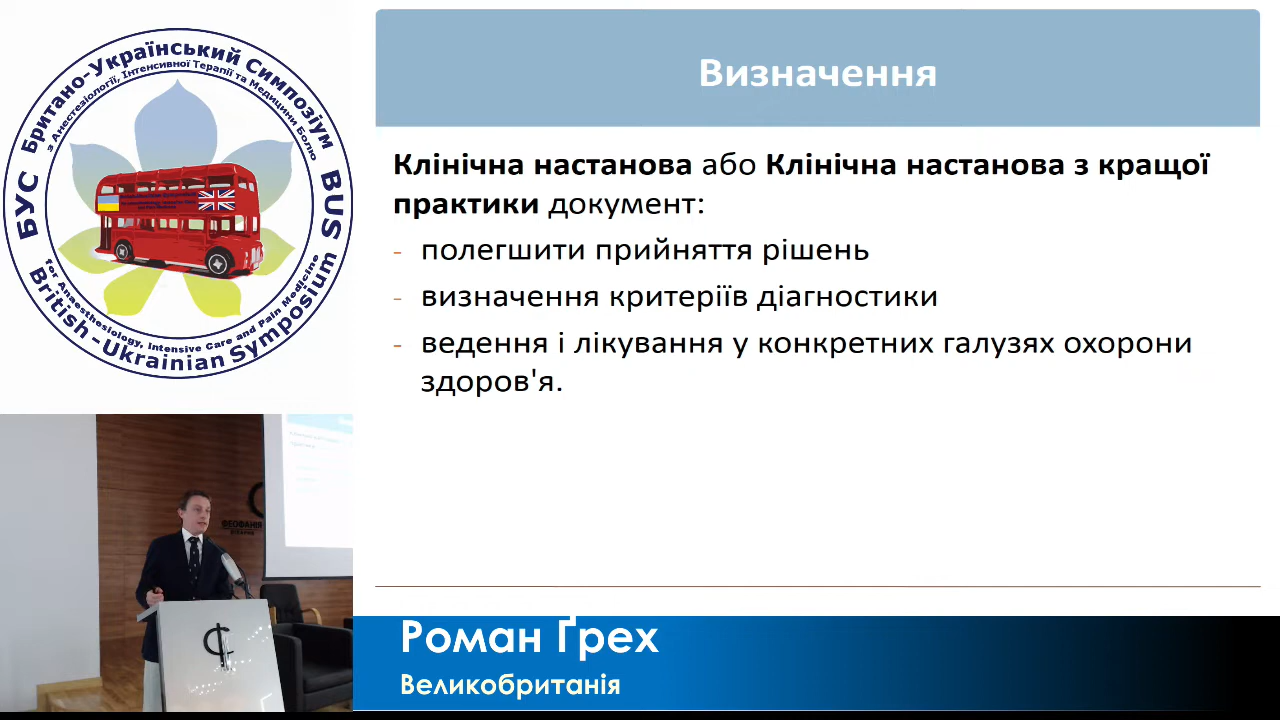 Британо-Український Симпозіум
з Анестезіології, Інтенсивної Терапії та Медицини Болю
БУС
BUS
for Anaesthesiology, Intensive Care and Pain Medicine
British-Ukrainian Symposium
Визначення
Клінічна настанова або Клінічна настанова з кращої
практики документ:
- полегшити прийняття рішень
- визначення критеріїв діагностики
- ведення і лікування у конкретних галузях охорони
здоров'я.
ФЕОФАНІЯ
Роман Ґрех
Великобританія